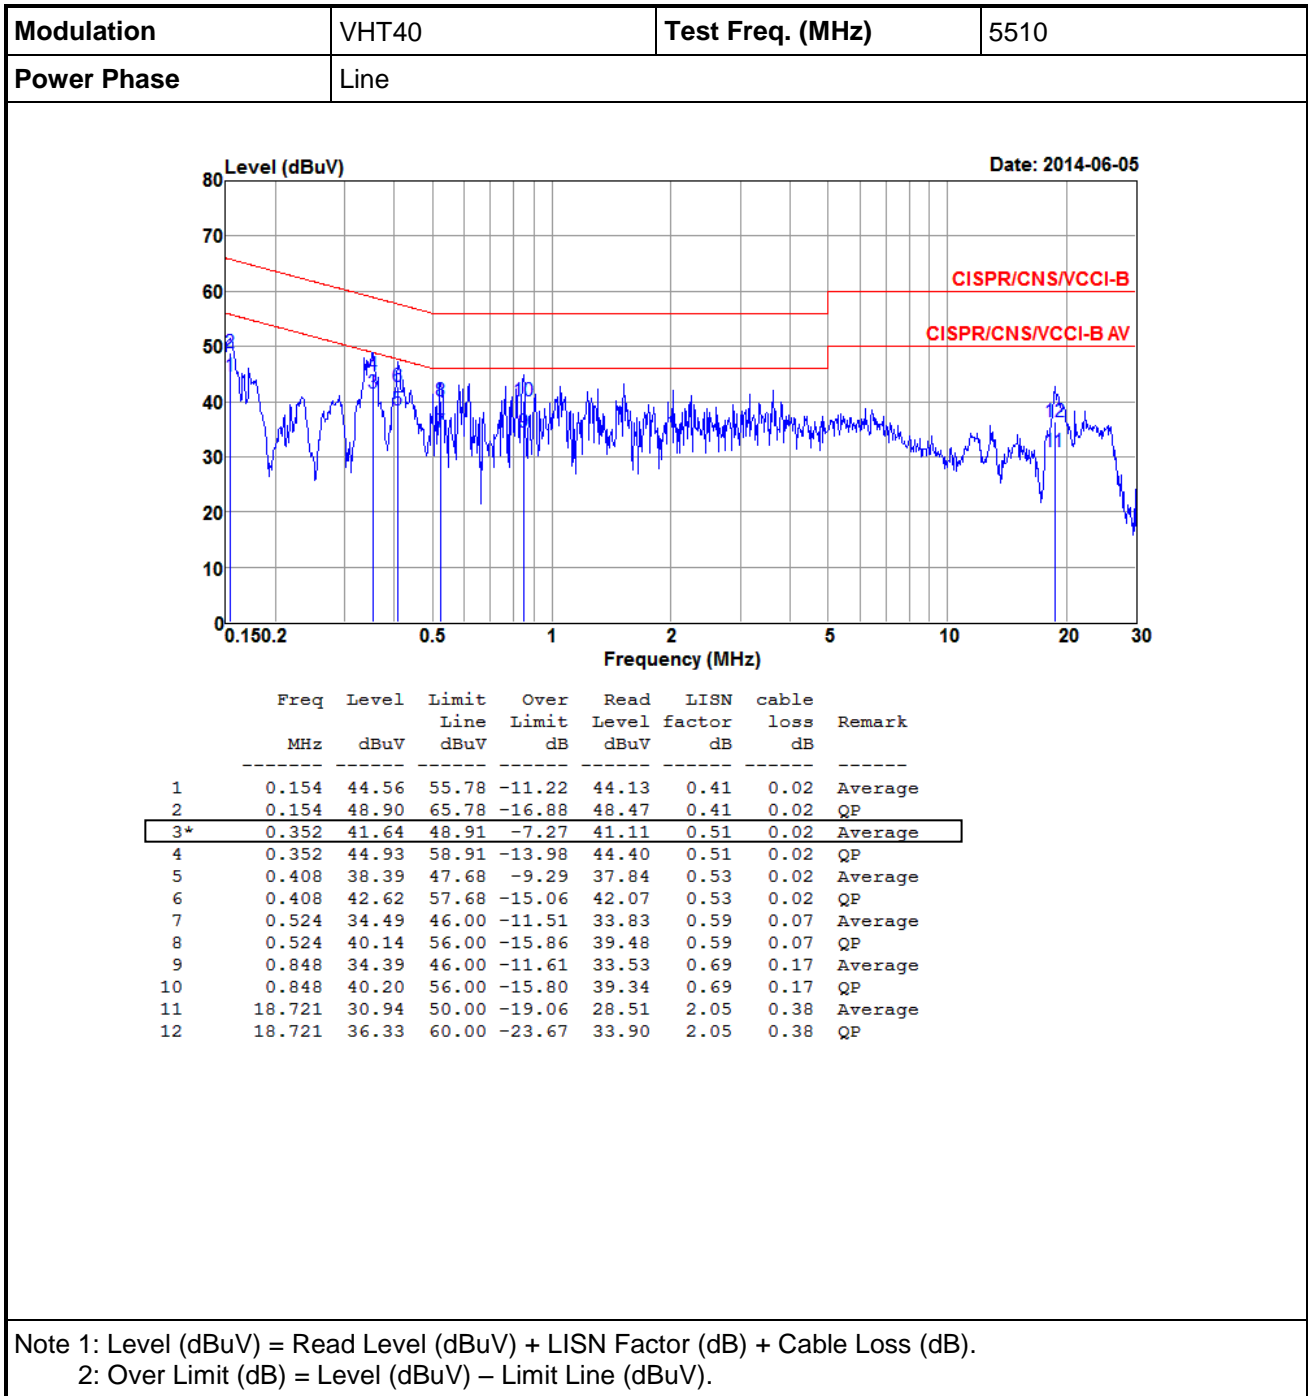 Modulation VHT40 Test Freq. (MHz) 5510
Power Phase Line
Level (dBuV) Date: 2014-06-05
80
70
60
50
40
30
20
10
0
CISPR/CNS/VCCI-B
CISPR/CNS/VCCI-B AV
2
1
4
3
6
5
8
10
9
12
11
0.15 0.2 0.5 1 2 5 10 20 30
Frequency (MHz)
Freq Level Limit Over Read LISN cable
Line Limit Level factor loss Remark
MHz dBuV dBuV dB dBuV dB dB
------- ------ ------ ------ ------ ------ ------ ------
1 0.154 44.56 55.78 -11.22 44.13 0.41 0.02 Average
2 0.154 48.90 65.78 -16.88 48.47 0.41 0.02 QP
3* 0.352 41.64 48.91 -7.27 41.11 0.51 0.02 Average
4 0.352 44.93 58.91 -13.98 44.40 0.51 0.02 QP
5 0.408 38.39 47.68 -9.29 37.84 0.53 0.02 Average
6 0.408 42.62 57.68 -15.06 42.07 0.53 0.02 QP
7 0.524 34.49 46.00 -11.51 33.83 0.59 0.07 Average
8 0.524 40.14 56.00 -15.86 39.48 0.59 0.07 QP
9 0.848 34.39 46.00 -11.61 33.53 0.69 0.17 Average
10 0.848 40.20 56.00 -15.80 39.34 0.69 0.17 QP
11 18.721 30.94 50.00 -19.06 28.51 2.05 0.38 Average
12 18.721 36.33 60.00 -23.67 33.90 2.05 0.38 QP
Note 1: Level (dBuV) = Read Level (dBuV) + LISN Factor (dB) + Cable Loss (dB).
2: Over Limit (dB) = Level (dBuV) – Limit Line (dBuV).